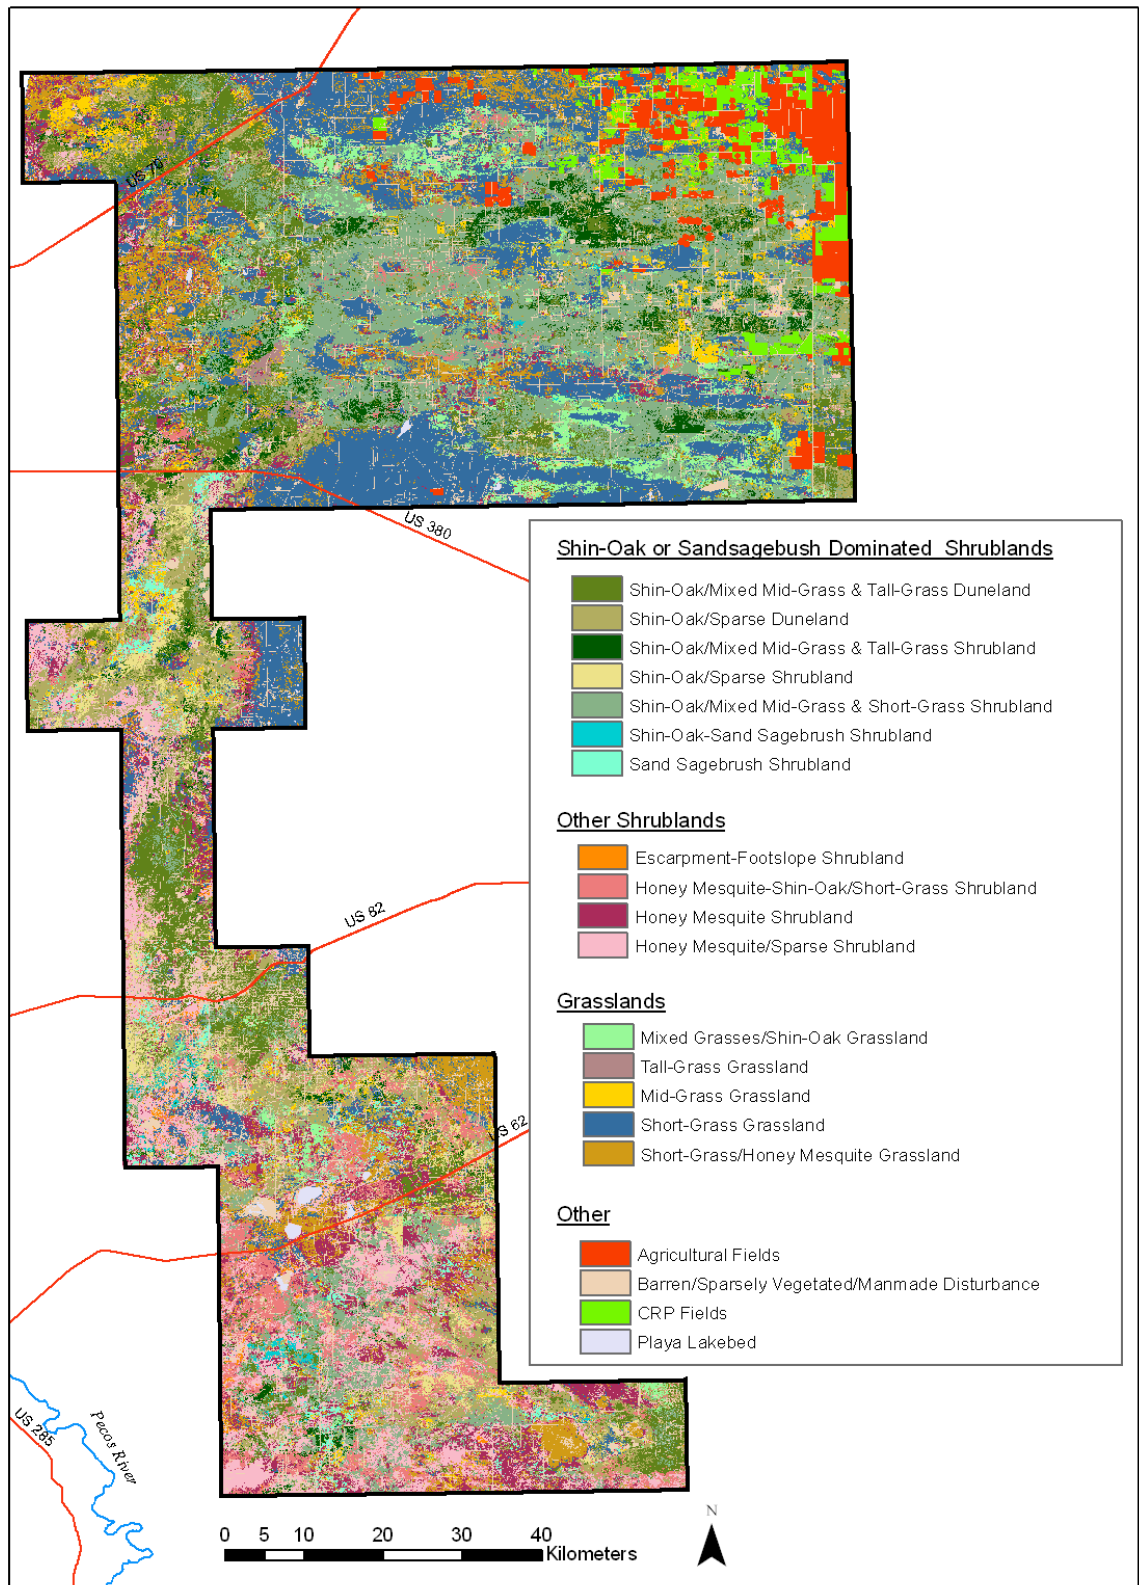 US 70
US 380
Shin-Oak or Sandsagebush Dominated Shrublands
Shin-Oak/Mixed Mid-Grass & Tall-Grass Duneland
Shin-Oak/Sparse Duneland
Shin-Oak/Mixed Mid-Grass & Tall-Grass Shrubland
Shin-Oak/Sparse Shrubland
Shin-Oak/Mixed Mid-Grass & Short-Grass Shrubland
Shin-Oak-Sand Sagebrush Shrubland
Sand Sagebrush Shrubland
Other Shrublands
Escarpment-Footslope Shrubland
Honey Mesquite-Shin-Oak/Short-Grass Shrubland
Honey Mesquite Shrubland
Honey Mesquite/Sparse Shrubland
US 82
Grasslands
Mixed Grasses/Shin-Oak Grassland
Tall-Grass Grassland
Mid-Grass Grassland
Short-Grass Grassland
Short-Grass/Honey Mesquite Grassland
US 62
Other
Agricultural Fields
Barren/Sparsely Vegetated/Manmade Disturbance
CRP Fields
Playa Lakebed
US 285
Pecos River
N
0 5 10 20 30 40
Kilometers